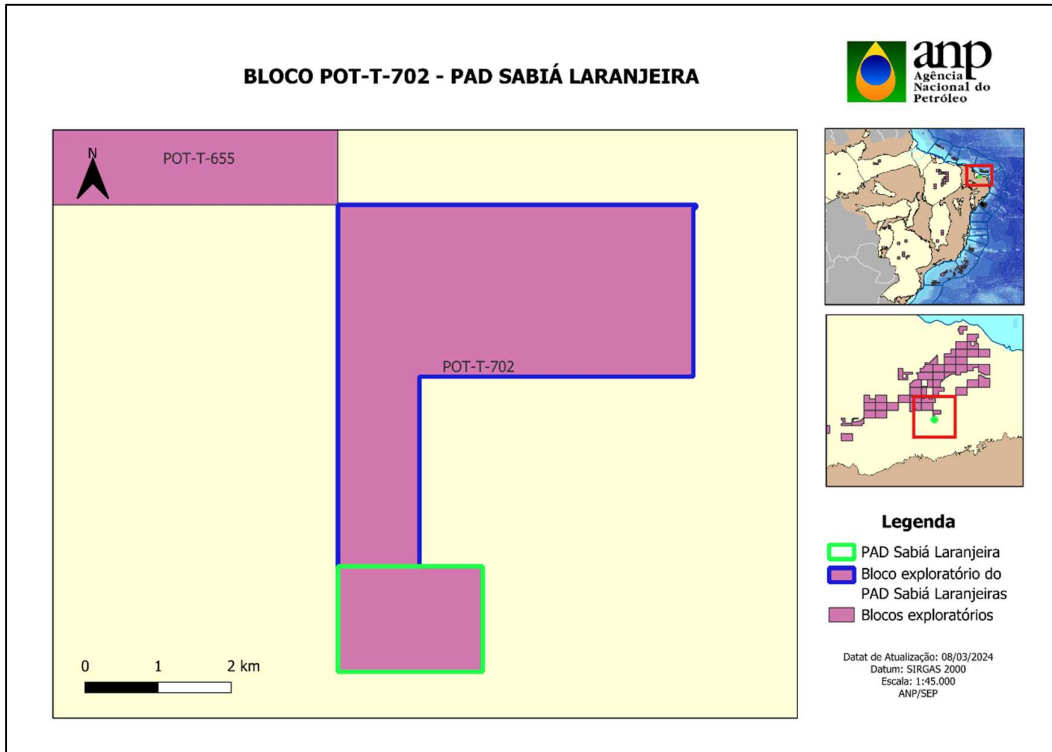 BLOCO POT-T-702 - PAD SABIÁ LARANJEIRA
anp
Agência
Nacional do
Petróleo
POT-T-655
N
POT-T-702
0 1 2 km
Legenda
PAD Sabiá Laranjeira
Bloco exploratório do
PAD Sabiá Laranjeiras
Blocos exploratórios
Datat de Atualização: 08/03/2024
Datum: SIRGAS 2000
Escala: 1:45.000
ANP/SEP